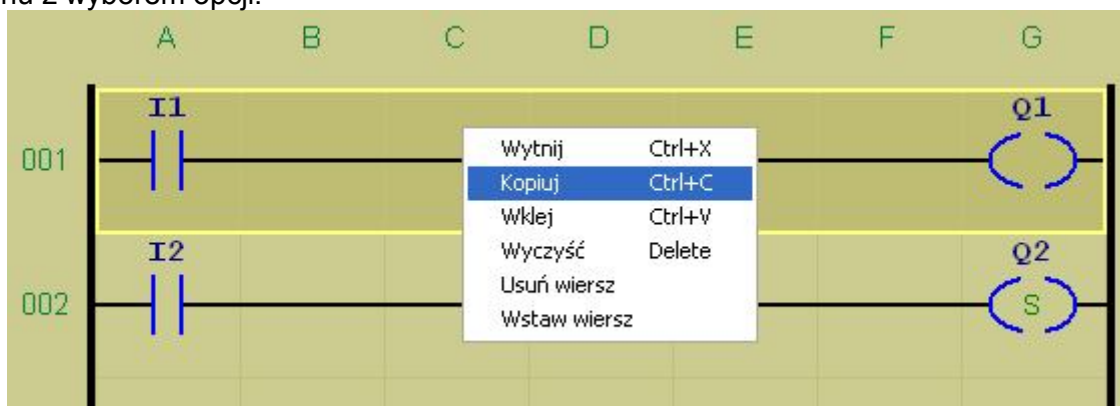 nu z wyborem opcji.
A B C D E F G
I1 Q1
001
Wytnij Ctrl+X
Kopiuj Ctrl+C
Wklej Ctrl+V
Wyczyść Delete
Usuń wiersz
Wstaw wiersz
I2 Q2
002 S